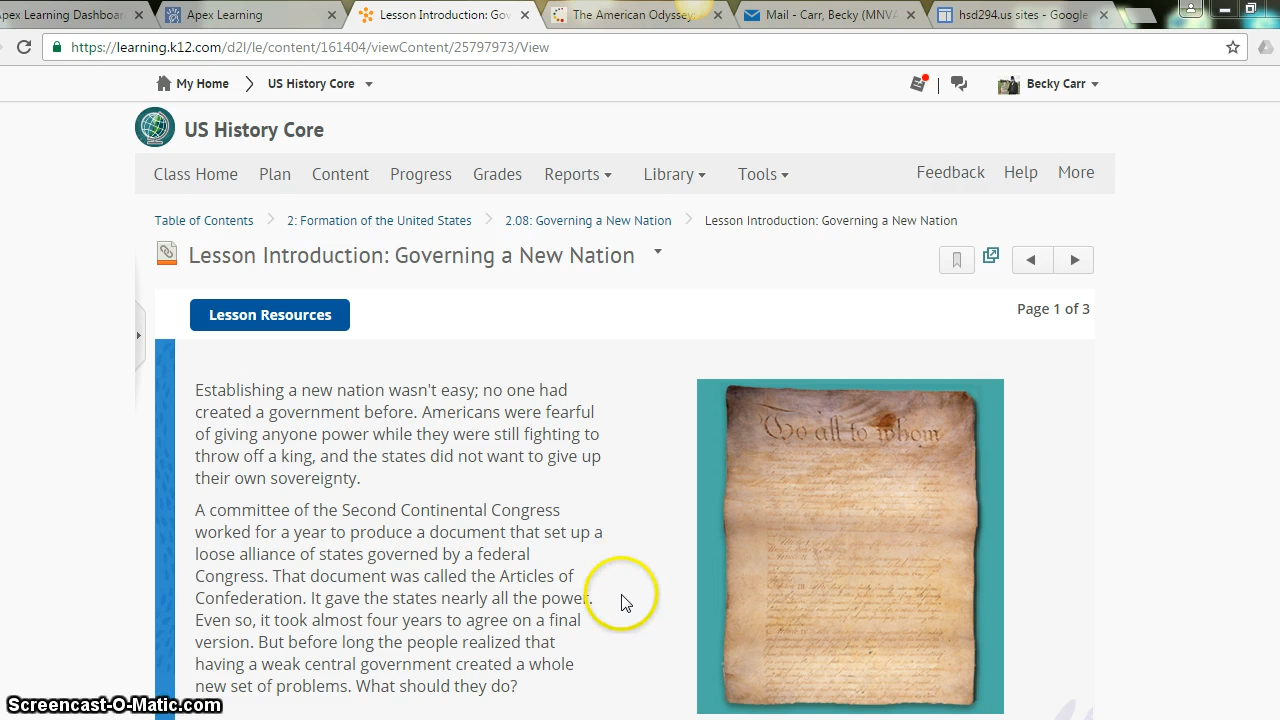 apex Learning Dashboar
Apex Learning
Lesson Introduction: Gov
The American Odyssey:
Mail - Carr, Becky (MNVA
hsd294.us sites - Google
https://learning.k12.com/d2l/le/content/161404/viewContent/25797973/View
My Home
US History Core
Becky Carr
US History Core
Class Home
Plan
Content
Progress
Grades
Reports
Library
Tools
Feedback
Help
More
Table of Contents
2: Formation of the United States
2.08: Governing a New Nation
Lesson Introduction: Governing a New Nation
Lesson Introduction: Governing a New Nation
Lesson Resources
Page 1 of 3
Establishing a new nation wasn't easy; no one had
created a government before. Americans were fearful
of giving anyone power while they were still fighting to
throw off a king, and the states did not want to give up
their own sovereignty.
A committee of the Second Continental Congress
worked for a year to produce a document that set up a
loose alliance of states governed by a federal
Congress. That document was called the Articles of
Confederation. It gave the states nearly all the power.
Even so, it took almost four years to agree on a final
version. But before long the people realized that
having a weak central government created a whole
new set of problems. What should they do?
To all to whom
Screencast-O-Matic.com